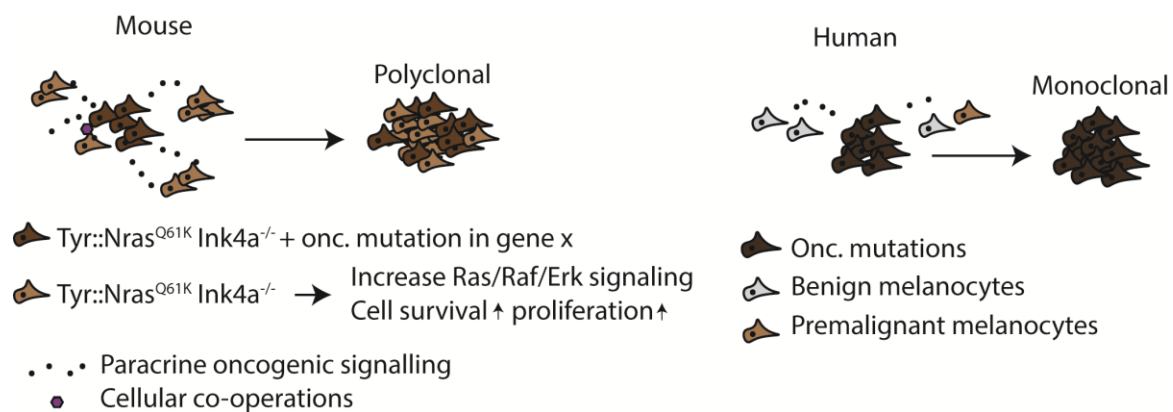 Mouse
Polyclonal
Tyr::Nras^Q61K Ink4a^-/- + onc. mutation in gene x
Tyr::Nras^Q61K Ink4a^-/-
Increase Ras/Raf/Erk signaling
Cell survival↑ proliferation↑
Paracrine oncogenic signalling
Cellular co-operations
Human
Monoclonal
Onc. mutations
Benign melanocytes
Premalignant melanocytes